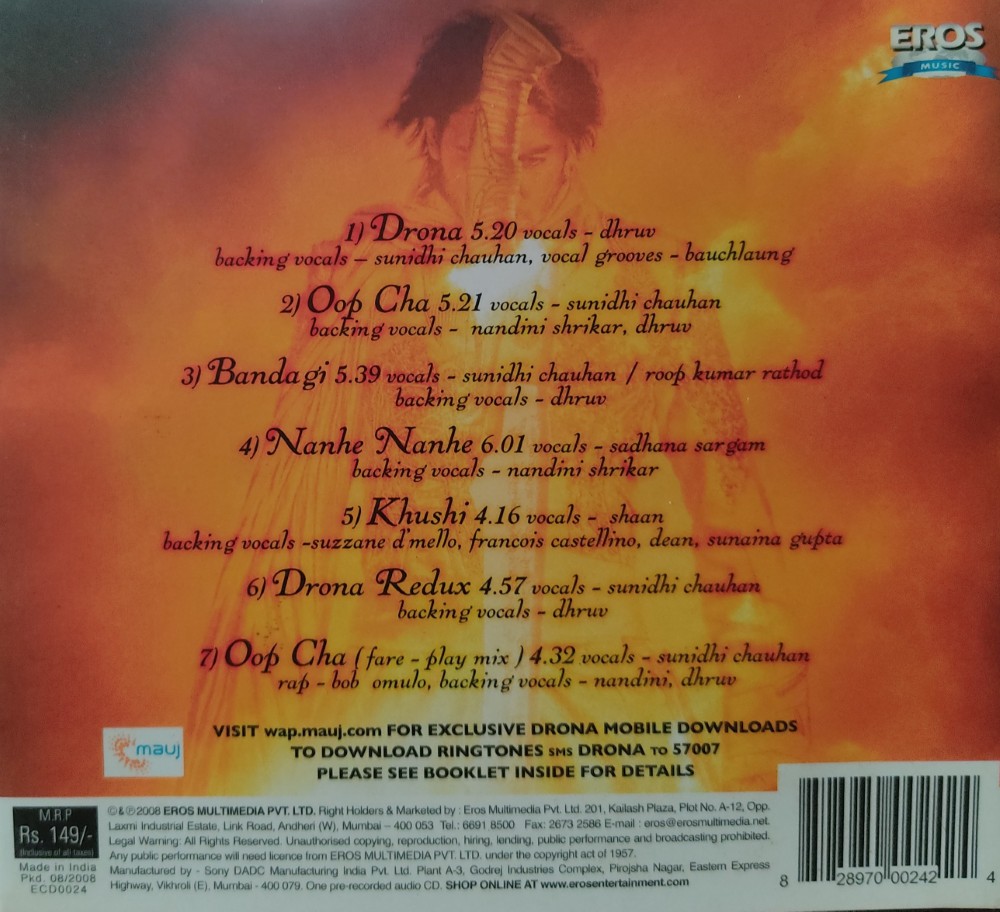 EROS
MUSIC
1) Drona 5.20 vocals - dhruv
backing vocals – sunidhi chauhan, vocal grooves - bauchlaung
2) Oop Cha 5.21 vocals - sunidhi chauhan
backing vocals - nandini shrikar, dhruv
3) Bandagi 5.39 vocals - sunidhi chauhan / roop kumar rathod
backing vocals - dhruv
4) Nanhe Nanhe 6.01 vocals - sadhana sargam
backing vocals - nandini shrikar
5) Khushi 4.16 vocals - shaan
backing vocals -suzzane d'mello, francois castellino, dean, sunaina gupta
6) Drona Redux 4.57 vocals - sunidhi chauhan
backing vocals - dhruv
7) Oop Cha (fare - play mix ) 4.32 vocals - sunidhi chauhan
rap - bob omulo, backing vocals - nandini, dhruv
mauj
VISIT wap.mauj.com FOR EXCLUSIVE DRONA MOBILE DOWNLOADS
TO DOWNLOAD RINGTONES SMS DRONA TO 57007
PLEASE SEE BOOKLET INSIDE FOR DETAILS
M.R.P
Rs. 149/-
(Inclusive of all taxes)
Made in India
Pkd. 08/2008
ECD0024
©&℗2008 EROS MULTIMEDIA PVT. LTD. Right Holders & Marketed by : Eros Multimedia Pvt. Ltd. 201, Kailash Plaza, Plot No. A-12, Opp.
Laxmi Industrial Estate, Link Road, Andheri (W), Mumbai – 400 053 Tel.: 6691 8500 Fax: 2673 2586 E-mail : eros@erosmultimedia.net.
Legal Warning: All Rights Reserved. Unauthorised copying, reproduction, hiring, lending, public performance and broadcasting prohibited.
Any public performance will need licence from EROS MULTIMEDIA PVT. LTD. under the copyright act of 1957.
Manufactured by - Sony DADC Manufacturing India Pvt. Ltd. Plant A-3, Godrej Industries Complex, Pirojsha Nagar, Eastern Express
Highway, Vikhroli (E), Mumbai - 400 079. One pre-recorded audio CD. SHOP ONLINE AT www.erosentertainment.com
8 28970 00242 4